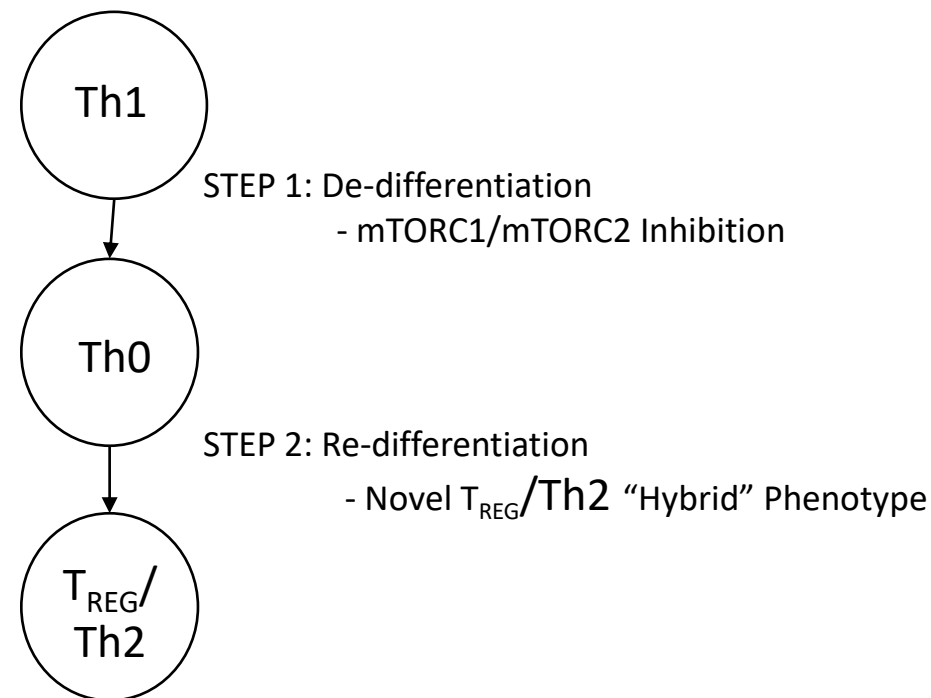 Th1
STEP 1: De-differentiation
- mTORC1/mTORC2 Inhibition
Th0
STEP 2: Re-differentiation
- Novel TREG/Th2 “Hybrid” Phenotype
TREG/
Th2